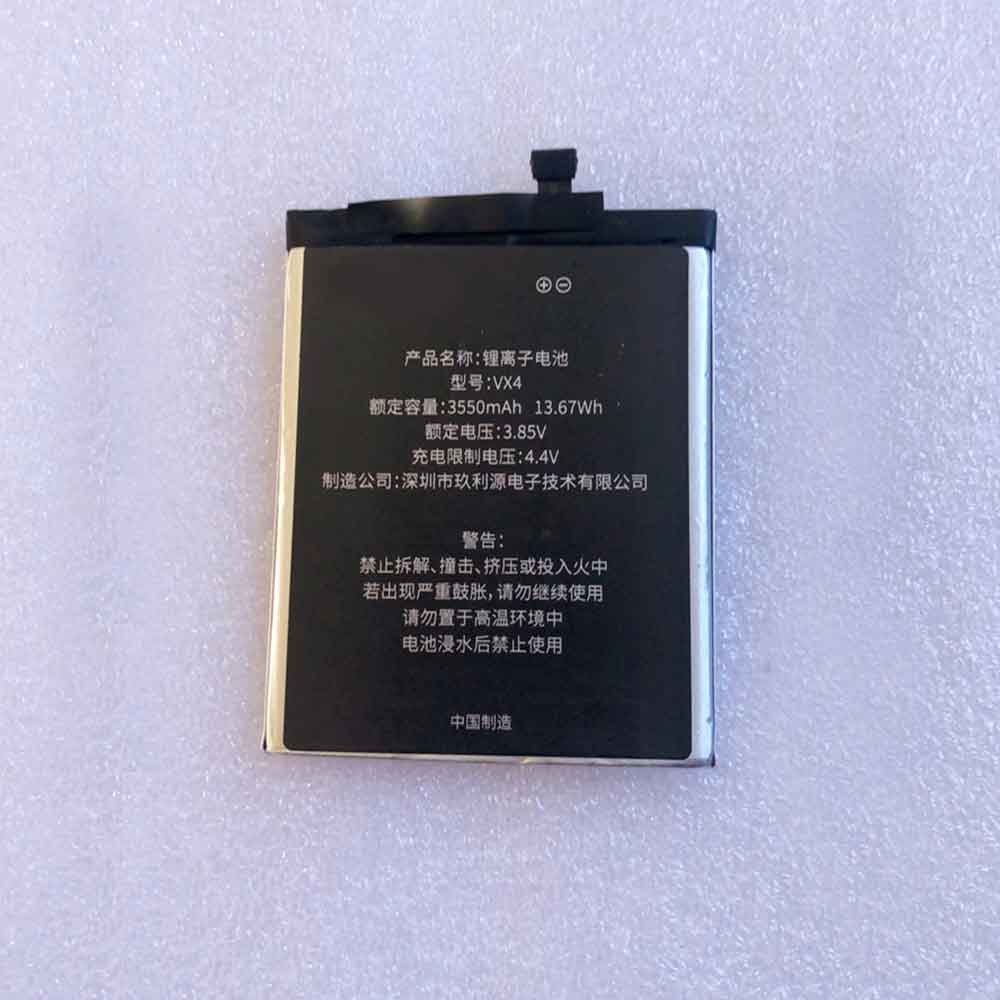 ⊕⊖
产品名称:锂离子电池
型号:VX4
额定容量:3550mAh 13.67Wh
额定电压:3.85V
充电限制电压:4.4V
制造公司:深圳市玖利源电子技术有限公司
警告:
禁止拆解、撞击、挤压或投入火中
若出现严重鼓胀,请勿继续使用
请勿置于高温环境中
电池浸水后禁止使用
中国制造